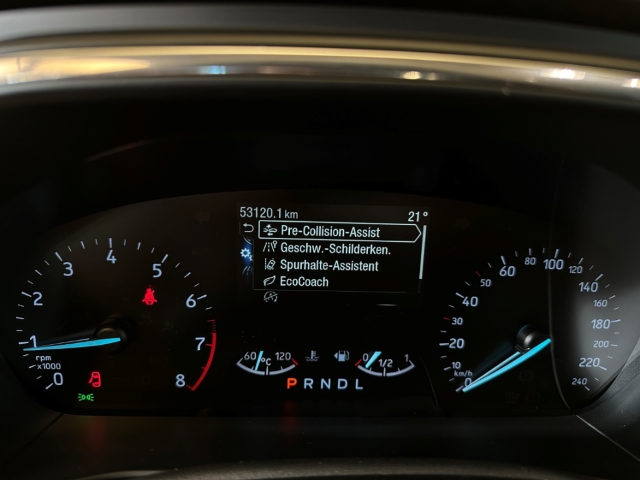 53120.1 km 21°
Pre-Collision-Assist
Geschw.-Schilderken.
Spurhalte-Assistent
EcoCoach
0 1 2 3 4 5 6 7 8
rpm
x1000
60 °C 120
0 1/2 1
P R N D L
0 10 20 30 40 50 60 80 100 120 140 160 180 200 220 240
km/h